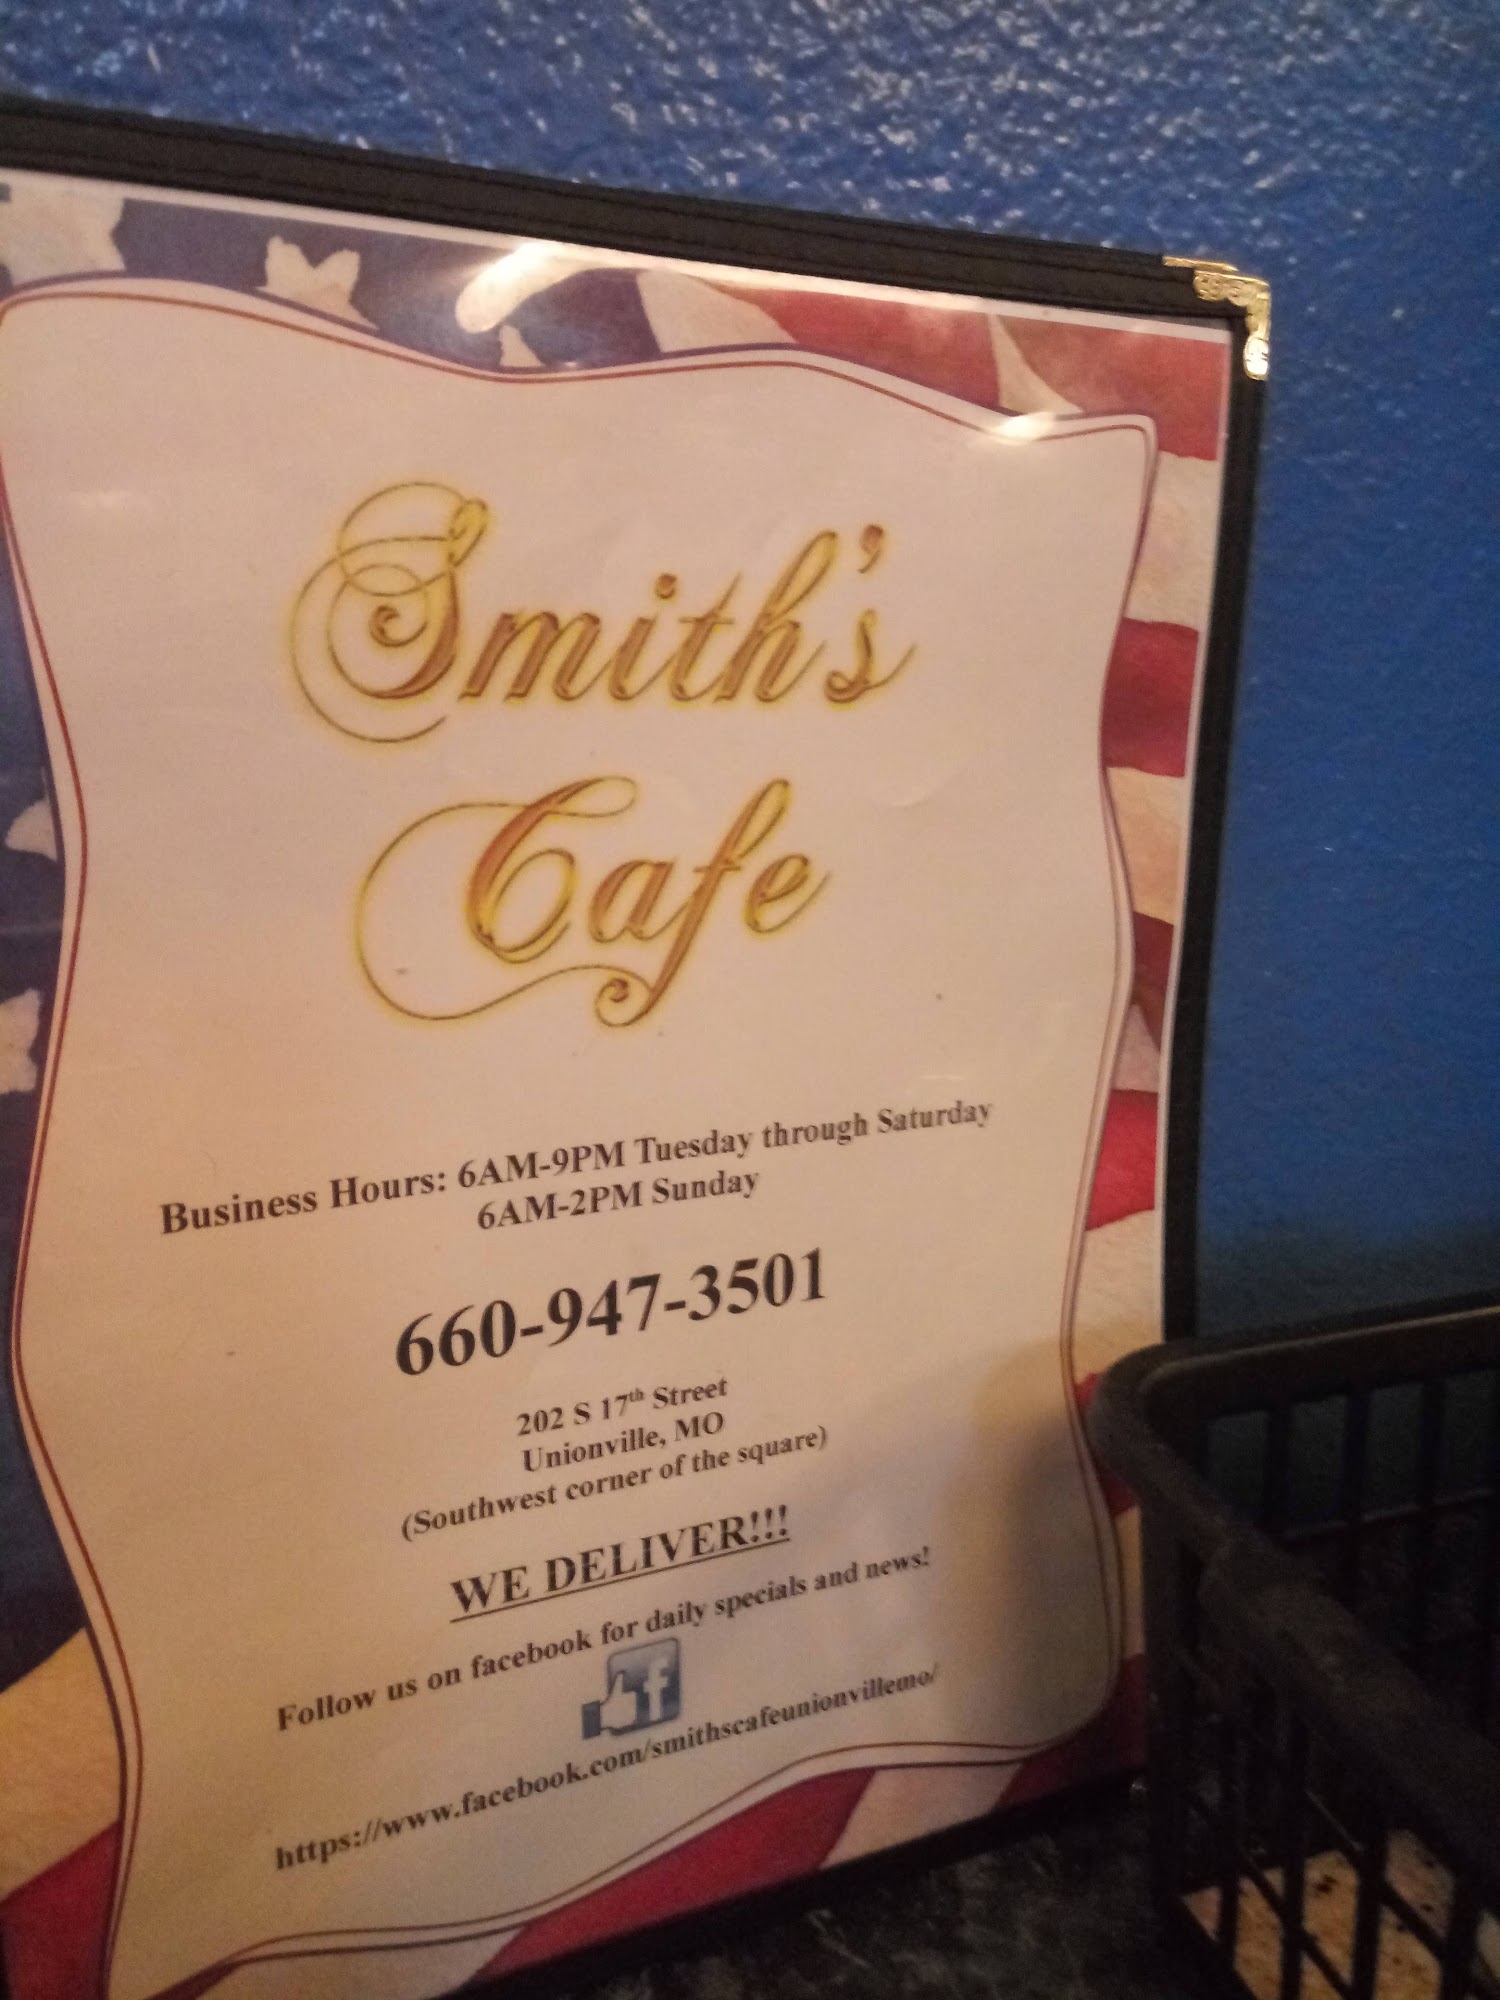 Smith's
Cafe
Business Hours: 6AM-9PM Tuesday through Saturday
6AM-2PM Sunday
660-947-3501
202 S 17th Street
Unionville, MO
(Southwest corner of the square)
WE DELIVER!!!
Follow us on facebook for daily specials and news!
f
https://www.facebook.com/smithscafeunionvillemo/